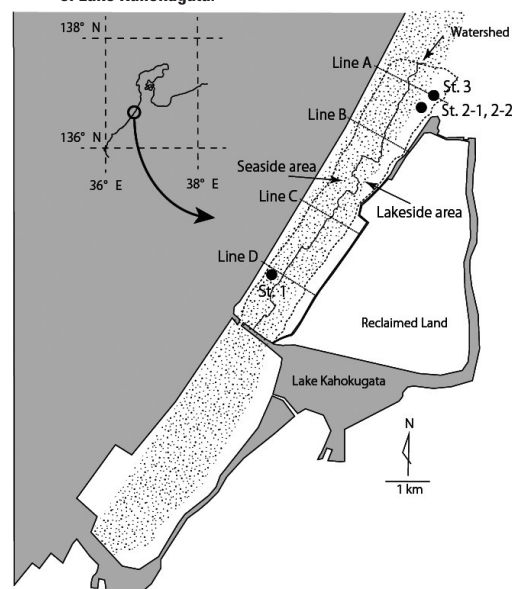 of Lake Kahokugata.
138° N
Watershed
Line A
St. 3
St. 2-1, 2-2
Line B
136° N
Seaside area
36° E
138° E
Line C
Lakeside area
Line D
St. 1
Reclaimed Land
Lake Kahokugata
N
1 km